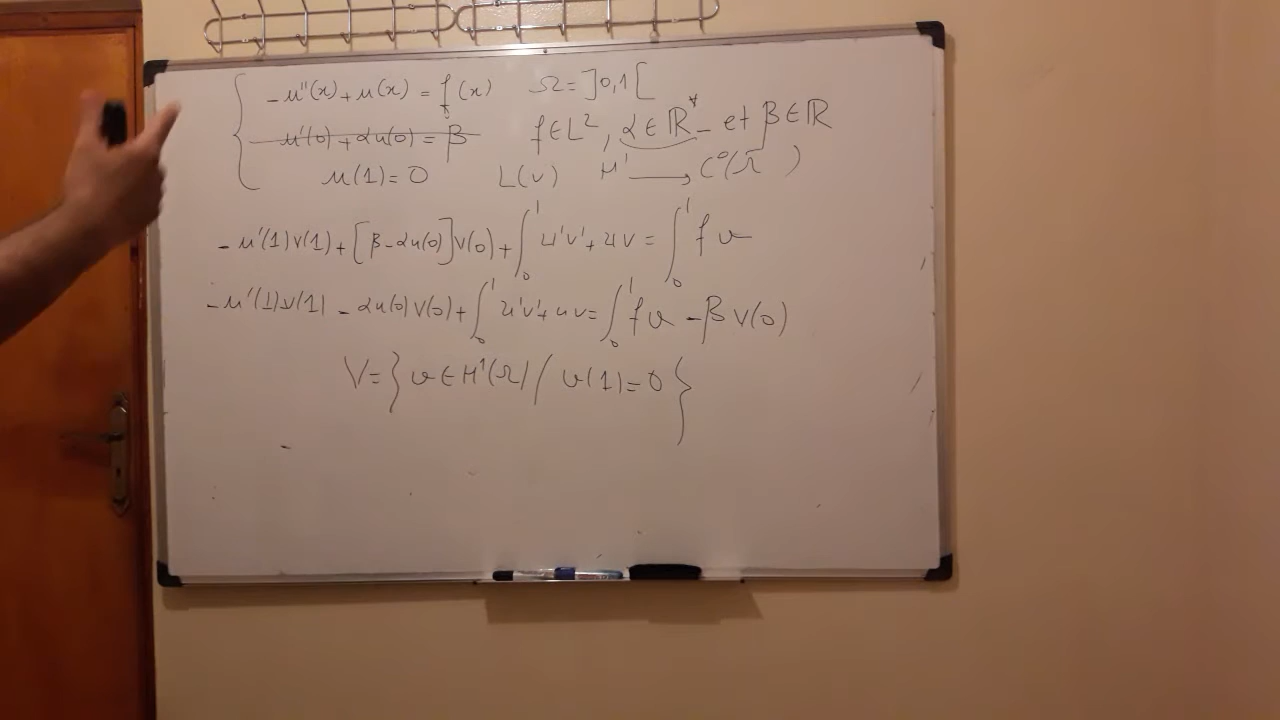 -u''(x)+u(x) = f(x) Ω=]0,1[
u'(0)+αu(0) = β f∈L², α∈ℝ*₋ et β∈ℝ
u(1)=0 L(v) H¹ → C⁰(Ω̄)
-u'(1)v(1)+[β-αu(0)]v(0)+∫₀¹ u'v'+uv = ∫₀¹ fv
-u'(1)v(1) - αu(0)v(0)+∫₀¹ u'v'+uv = ∫₀¹ fv - βv(0)
V={v∈H¹(Ω)/ v(1)=0}